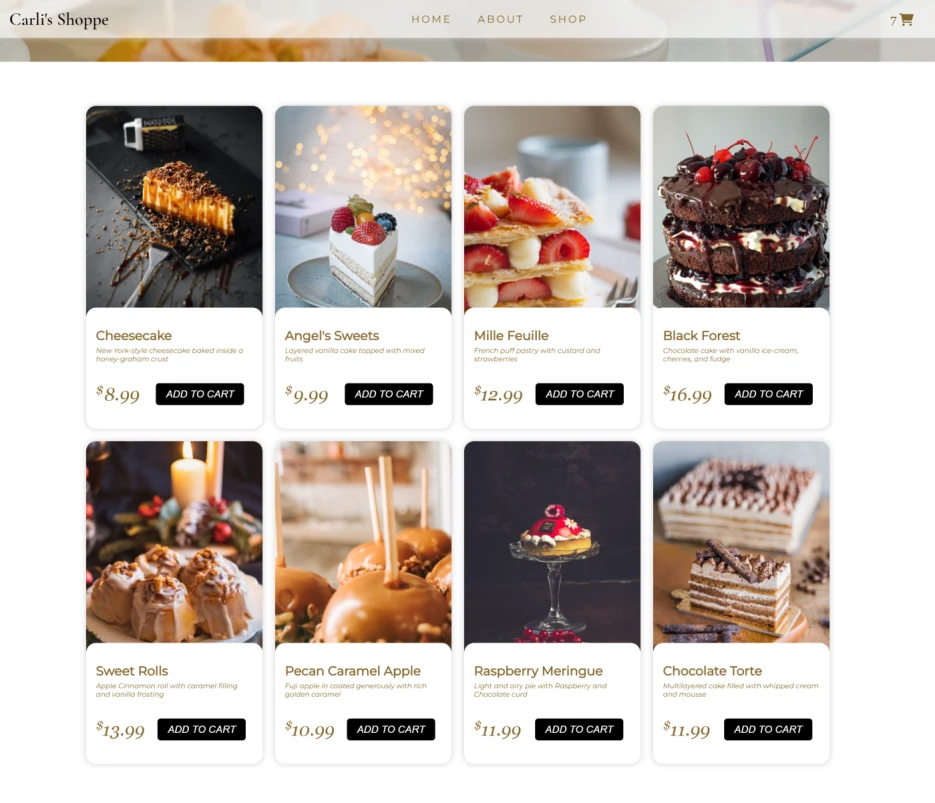 Carli's Shoppe
HOME ABOUT SHOP
7
Cheesecake
New York-style cheesecake baked inside a
honey-graham crust
$8.99 ADD TO CART
Angel's Sweets
Layered vanilla cake topped with mixed
fruits
$9.99 ADD TO CART
Mille Feuille
French puff pastry with custard and
strawberries
$12.99 ADD TO CART
Black Forest
Chocolate cake with vanilla ice-cream,
cherries, and fudge
$16.99 ADD TO CART
Sweet Rolls
Apple Cinnamon roll with caramel filling
and vanilla frosting
$13.99 ADD TO CART
Pecan Caramel Apple
Fuji apple in coated generously with rich
golden caramel
$10.99 ADD TO CART
Raspberry Meringue
Light and airy pie with Raspberry and
Chocolate curd
$11.99 ADD TO CART
Chocolate Torte
Multilayered cake filled with whipped cream
and mousse
$11.99 ADD TO CART